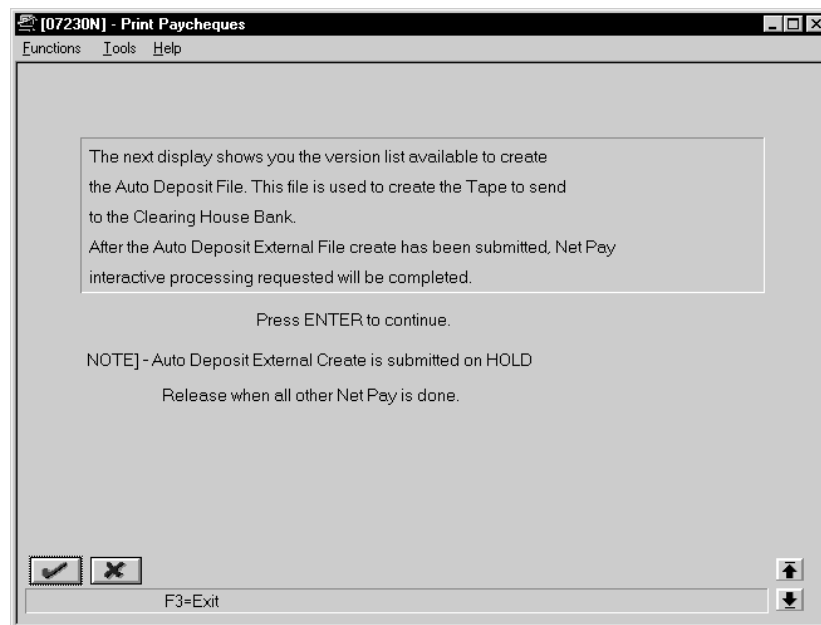 [07230N] - Print Paycheques
Functions Tools Help
The next display shows you the version list available to create
the Auto Deposit File. This file is used to create the Tape to send
to the Clearing House Bank.
After the Auto Deposit External File create has been submitted, Net Pay
interactive processing requested will be completed.
Press ENTER to continue.
NOTE] - Auto Deposit External Create is submitted on HOLD
Release when all other Net Pay is done.
F3=Exit